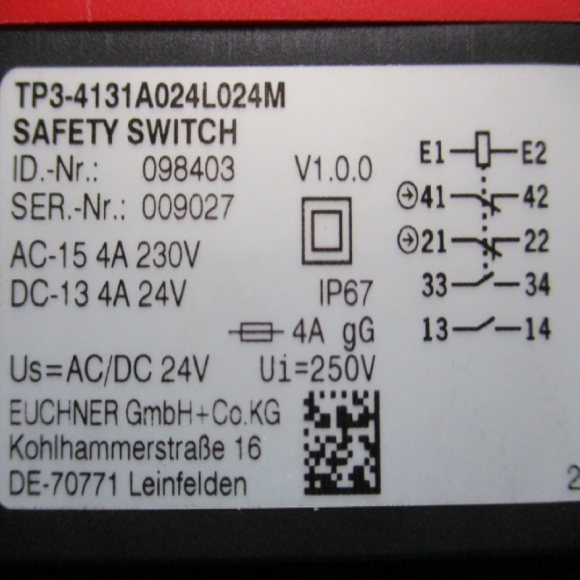 TP3-4131A024L024M
SAFETY SWITCH
ID.-Nr.: 098403 V1.0.0
SER.-Nr.: 009027
AC-15 4A 230V
DC-13 4A 24V IP67
4A gG
Us=AC/DC 24V Ui=250V
EUCHNER GmbH+Co.KG
Kohlhammerstraße 16
DE-70771 Leinfelden
E1 E2
41 42
21 22
33 34
13 14
2